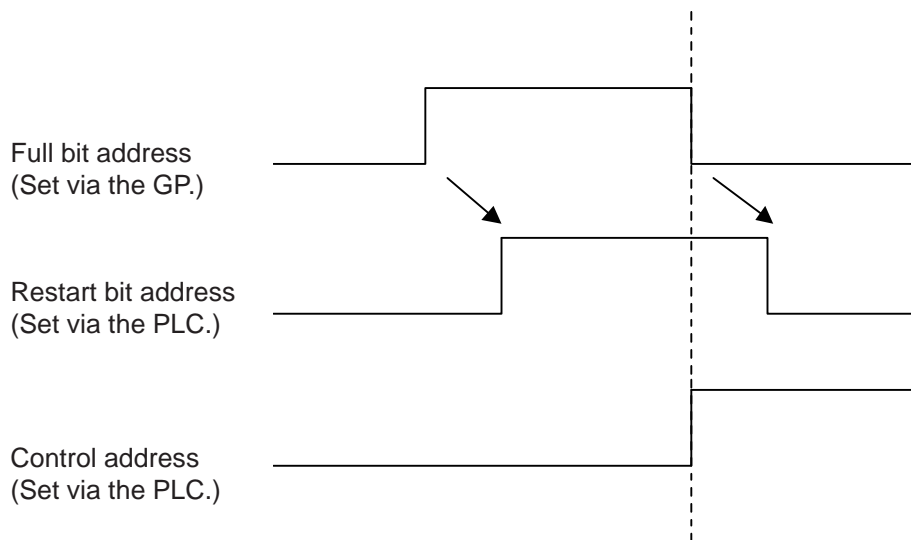 Full bit address
(Set via the GP.)
Restart bit address
(Set via the PLC.)
Control address
(Set via the PLC.)